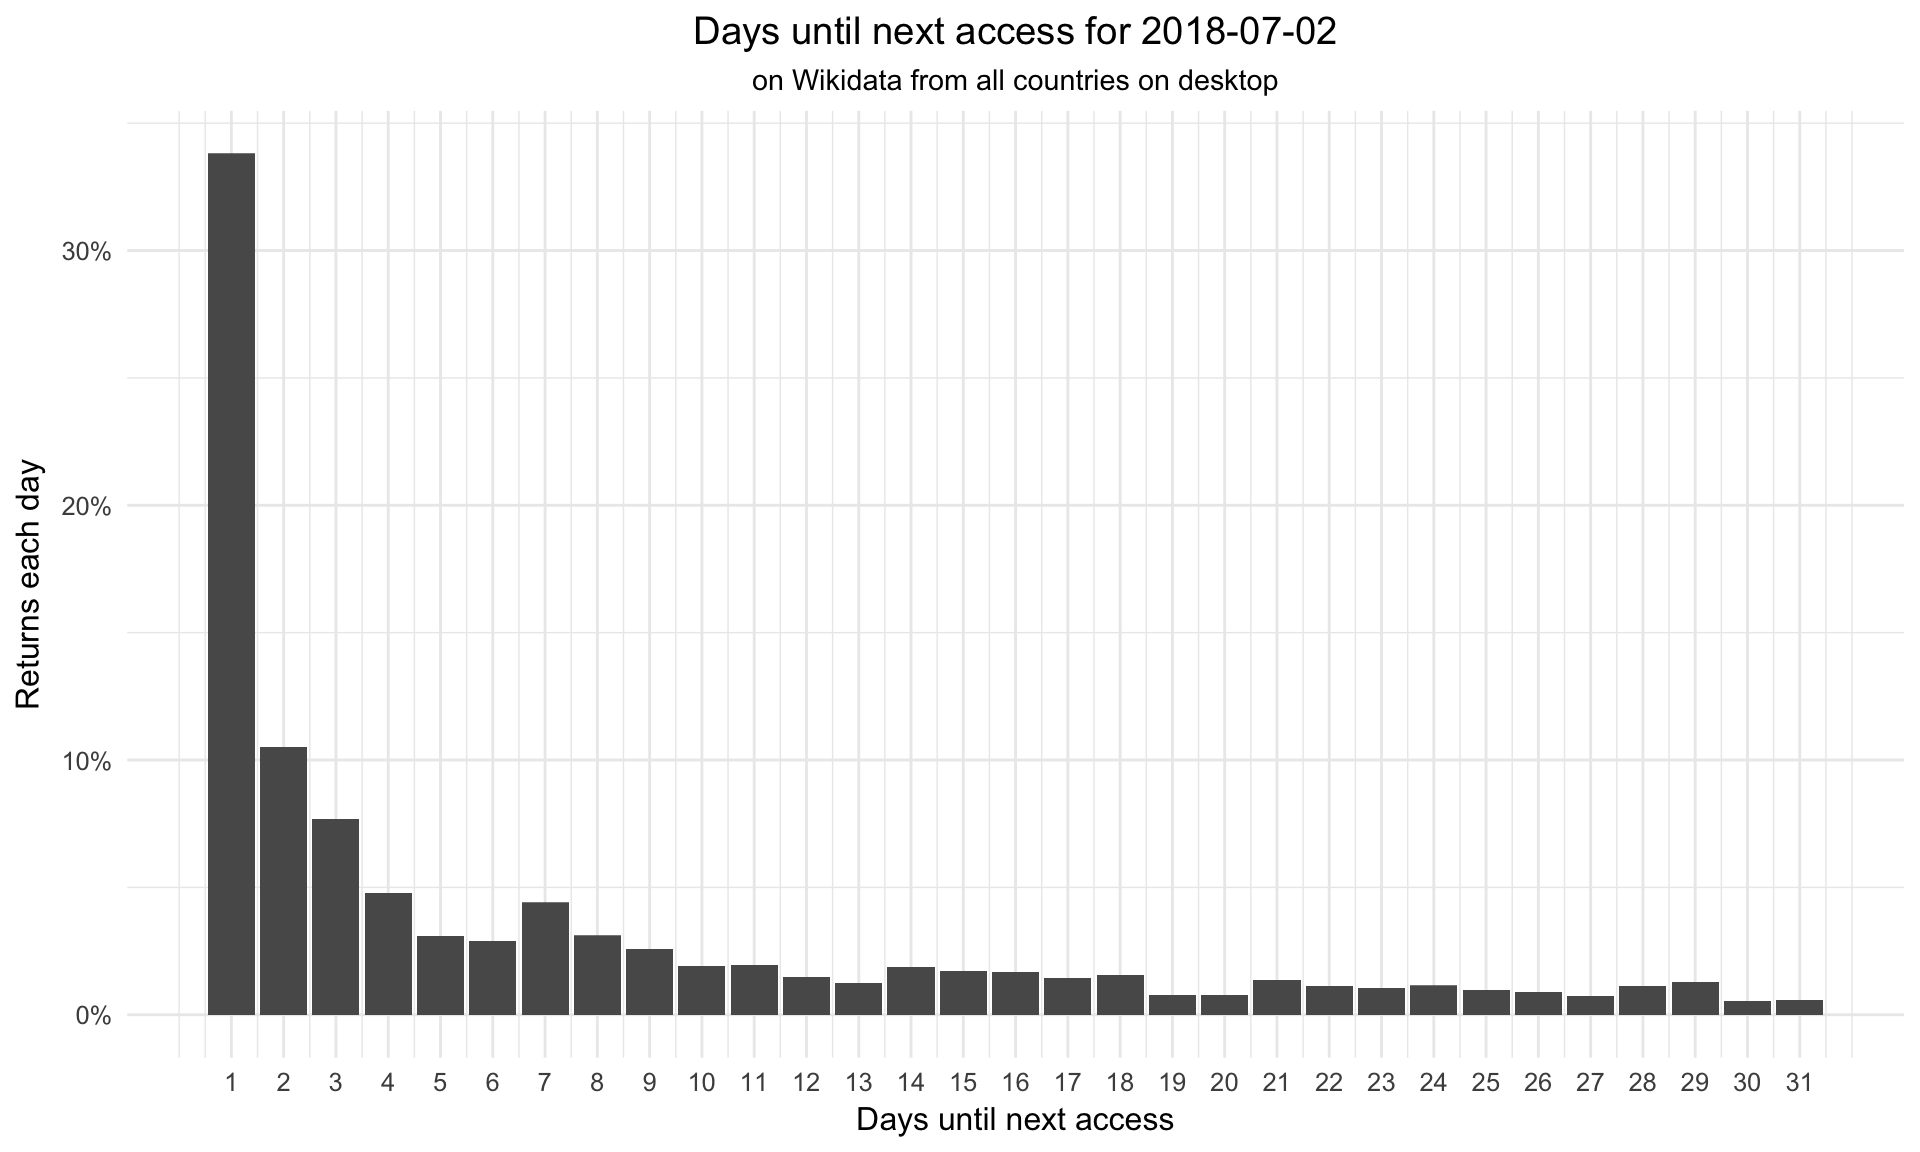 Days until next access for 2018-07-02
on Wikidata from all countries on desktop
Returns each day
30%
20%
10%
0%
1 2 3 4 5 6 7 8 9 10 11 12 13 14 15 16 17 18 19 20 21 22 23 24 25 26 27 28 29 30 31
Days until next access